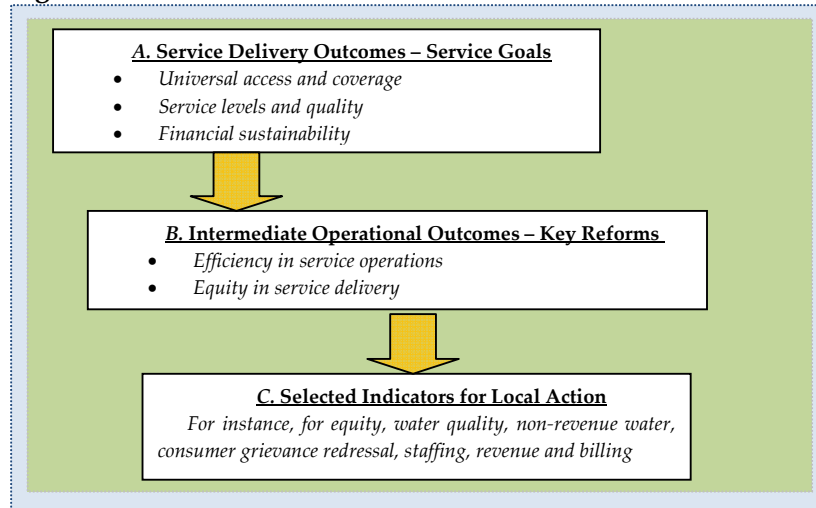 A. Service Delivery Outcomes – Service Goals
• Universal access and coverage
• Service levels and quality
• Financial sustainability
B. Intermediate Operational Outcomes – Key Reforms
• Efficiency in service operations
• Equity in service delivery
C. Selected Indicators for Local Action
For instance, for equity, water quality, non-revenue water,
consumer grievance redressal, staffing, revenue and billing